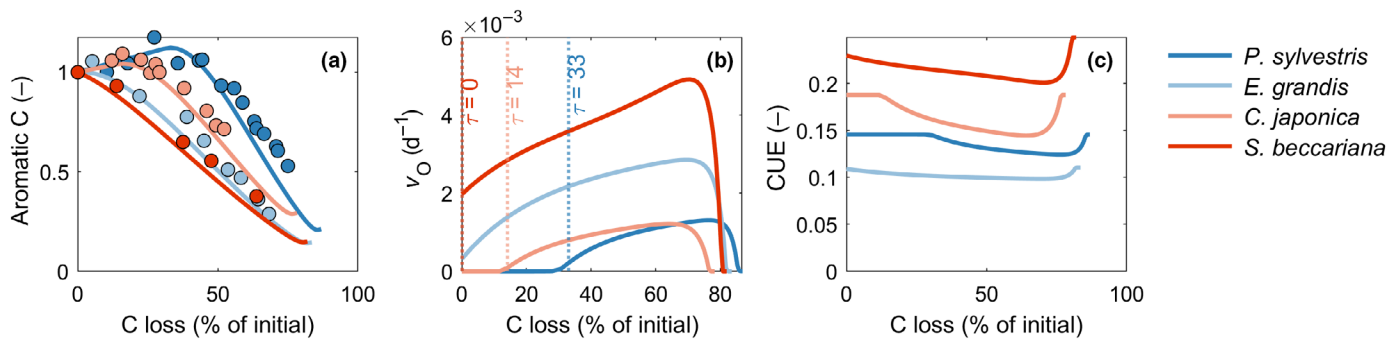 (a)
Aromatic C (–)
1
0.5
0
0
50
100
C loss (% of initial)
×10⁻³
(b)
v_O (d⁻¹)
6
4
2
0
τ = 0
τ = 14
τ = 33
0
20
40
60
80
C loss (% of initial)
(c)
CUE (–)
0.2
0.15
0.1
0.05
0
0
50
100
C loss (% of initial)
P. sylvestris
E. grandis
C. japonica
S. beccariana